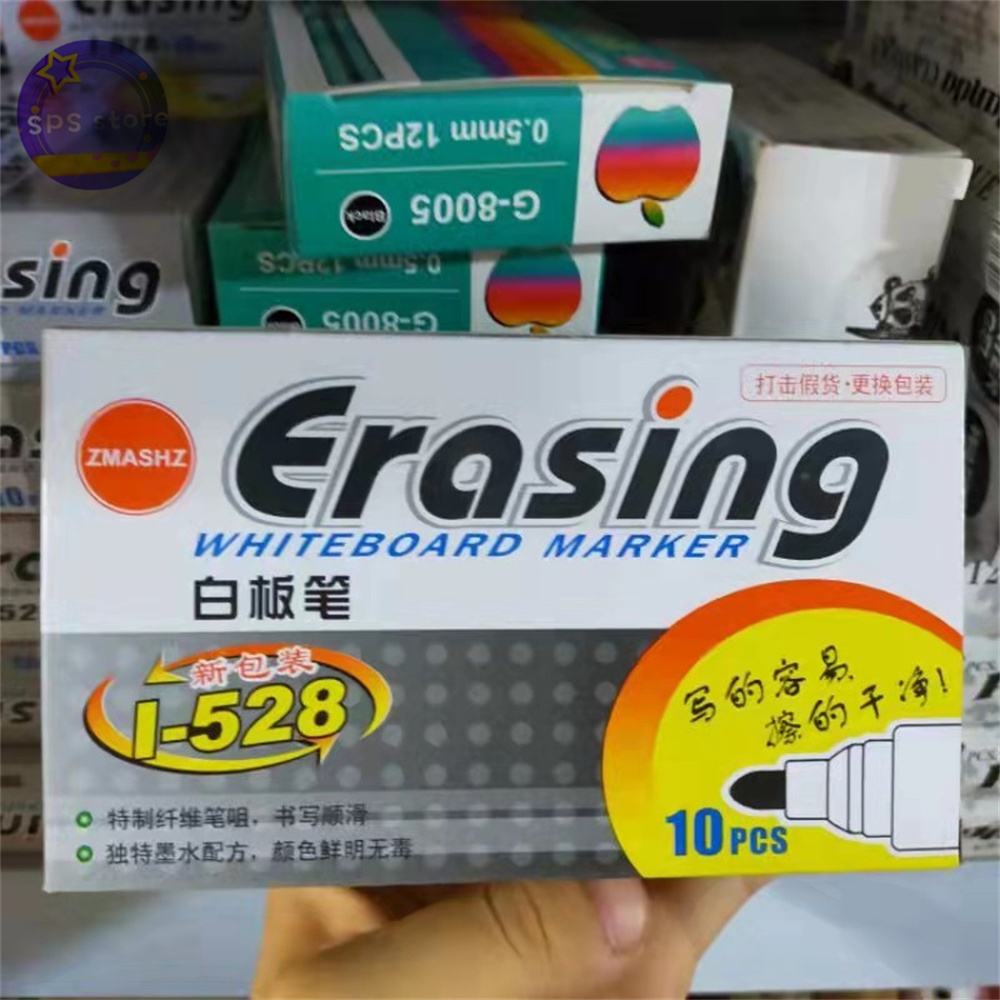 sps store
0.5mm 12PCS
G-8005 Black
0.5mm 12PCS
G-8005
sing
MARKER
打击假货·更换包装
ZMASHZ
Erasing
WHITEBOARD MARKER
白板笔
新包装
I-528
写的容易
擦的干净!
特制纤维笔咀，书写顺滑
独特墨水配方，颜色鲜明无毒
10PCS